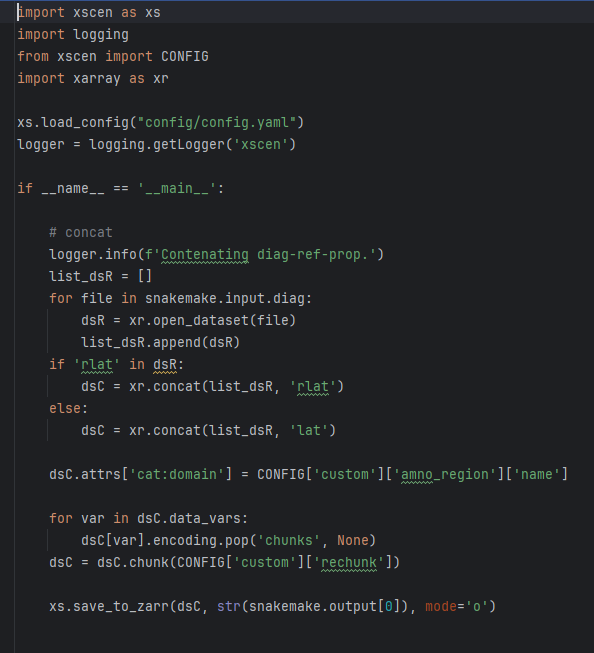 import xscen as xs
import logging
from xscen import CONFIG
import xarray as xr
xs.load_config("config/config.yaml")
logger = logging.getLogger('xscen')
if __name__ == '__main__':
# concat
logger.info(f'Contenating diag-ref-prop.')
list_dsR = []
for file in snakemake.input.diag:
dsR = xr.open_dataset(file)
list_dsR.append(dsR)
if 'rlat' in dsR:
dsC = xr.concat(list_dsR, 'rlat')
else:
dsC = xr.concat(list_dsR, 'lat')
dsC.attrs['cat:domain'] = CONFIG['custom']['amno_region']['name']
for var in dsC.data_vars:
dsC[var].encoding.pop('chunks', None)
dsC = dsC.chunk(CONFIG['custom']['rechunk'])
xs.save_to_zarr(dsC, str(snakemake.output[0]), mode='o')